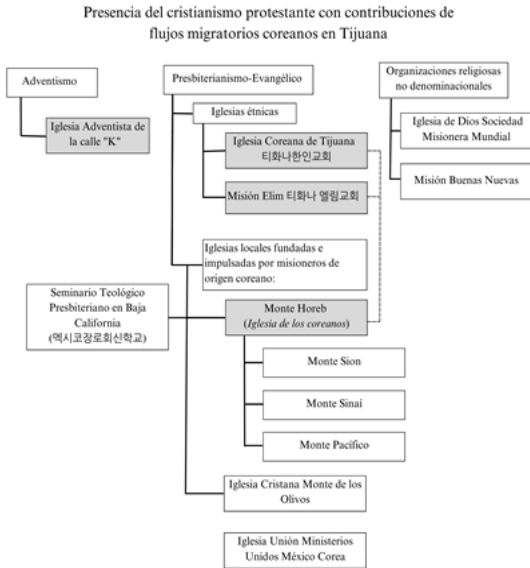 Presencia del cristianismo protestante con contribuciones de
flujos migratorios coreanos en Tijuana
Adventismo
Iglesia Adventista de
la calle "K"
Presbiterianismo-Evangélico
Iglesias étnicas
Iglesia Coreana de Tijuana
티화나한인교회
Misión Elim 티화나 엘림교회
Iglesias locales fundadas e
impulsadas por misioneros de
origen coreano:
Seminario Teológico
Presbiteriano en Baja
California
(멕시코장로회신학교)
Monte Horeb
(Iglesia de los coreanos)
Monte Sion
Monte Sinai
Monte Pacífico
Iglesia Cristana Monte de los
Olivos
Iglesia Unión Ministerios
Unidos México Corea
Organizaciones religiosas
no denominacionales
Iglesia de Dios Sociedad
Misionera Mundial
Misión Buenas Nuevas